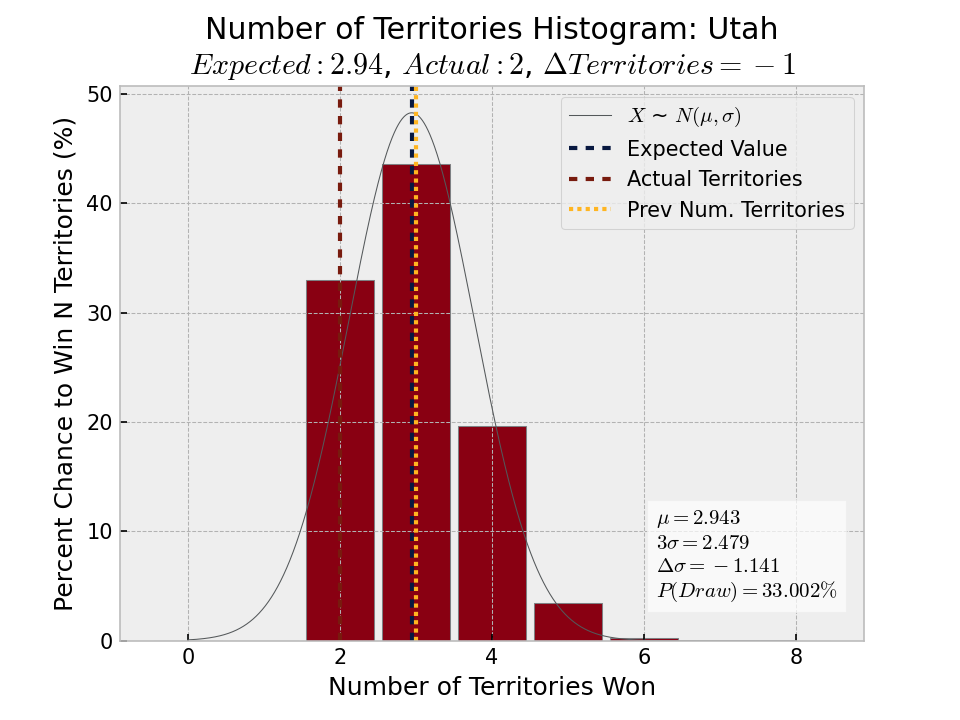 Number of Territories Histogram: Utah
Expected : 2.94, Actual : 2, ΔTerritories = −1
Percent Chance to Win N Territories (%)
50
40
30
20
10
0
X ~ N(μ, σ)
Expected Value
Actual Territories
Prev Num. Territories
μ = 2.943
3σ = 2.479
Δσ = −1.141
P(Draw) = 33.002%
0 2 4 6 8
Number of Territories Won